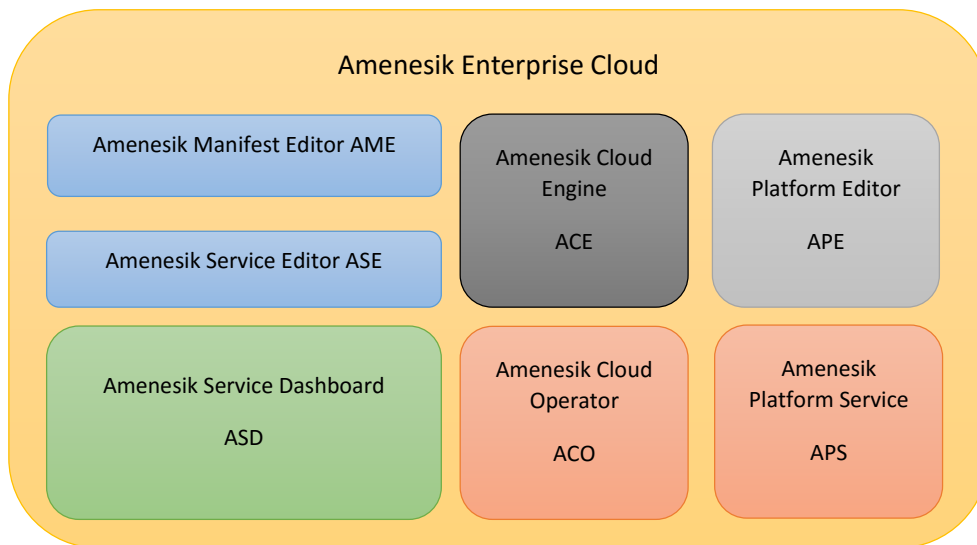 Amenesik Enterprise Cloud
Amenesik Manifest Editor AME
Amenesik Service Editor ASE
Amenesik Cloud
Engine
ACE
Amenesik
Platform Editor
APE
Amenesik Service Dashboard
ASD
Amenesik Cloud
Operator
ACO
Amenesik
Platform Service
APS